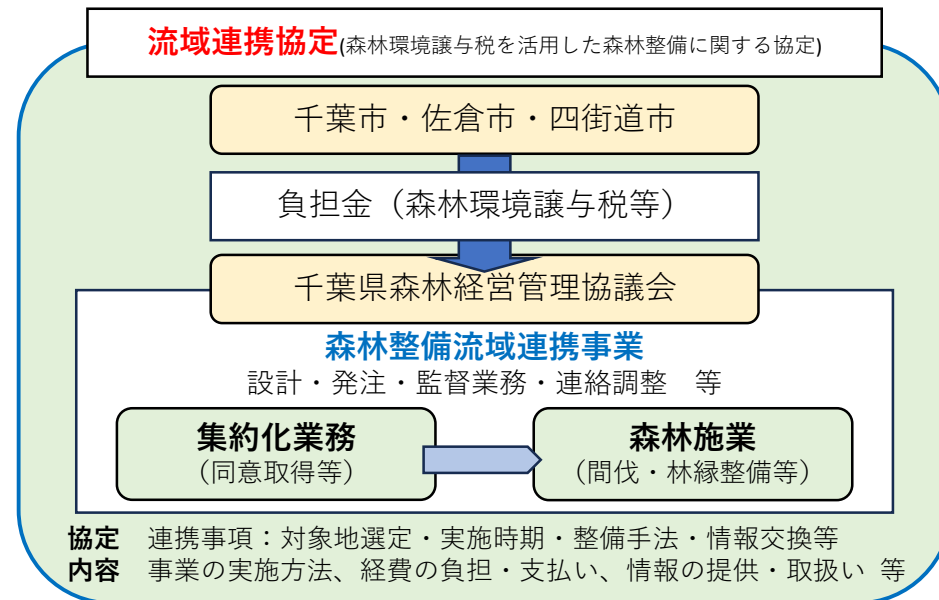 流域連携協定(森林環境譲与税を活用した森林整備に関する協定)
千葉市・佐倉市・四街道市
負担金（森林環境譲与税等）
千葉県森林経営管理協議会
森林整備流域連携事業
設計・発注・監督業務・連絡調整　等
集約化業務
（同意取得等）
森林施業
（間伐・林縁整備等）
協定　連携事項：対象地選定・実施時期・整備手法・情報交換等
内容　事業の実施方法、経費の負担・支払い、情報の提供・取扱い 等